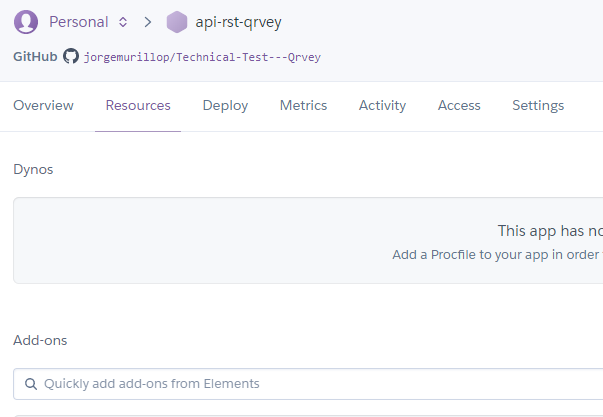 Personal api-rst-qrvey
GitHub jorgemurillop/Technical-Test---Qrvey
Overview Resources Deploy Metrics Activity Access Settings
Dynos
This app has no
Add a Procfile to your app in order
Add-ons
Quickly add add-ons from Elements